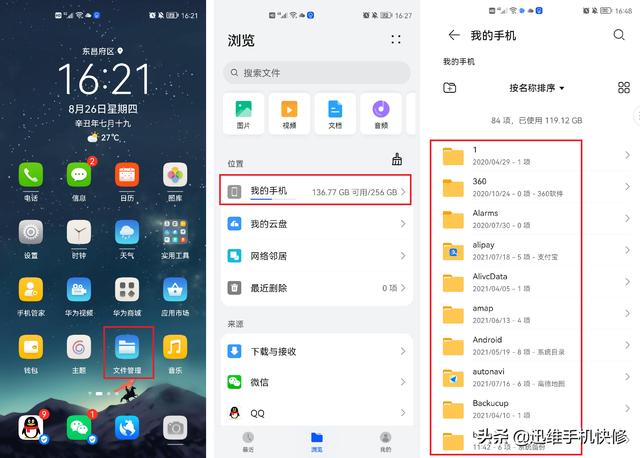 16:21
东昌府区
16:21
8月26日星期四
辛丑年七月十九
27℃
2
电话
信息
日历
图库
设置
时钟
天气
实用工具
手机管家
华为视频
华为商城
应用市场
钱包
主题
文件管理
音乐
9
1
16:27
浏览
搜索文件
图片
视频
文档
音频
位置
我的手机
136.77 GB 可用/256 GB
我的云盘
网络邻居
最近删除
0 项
来源
下载与接收
微信
QQ
最近
浏览
我的
16:48
我的手机
我的手机
按名称排序
84 项，已使用 119.12 GB
1
2020/04/29 - 1 项
360
2020/10/24 - 0 项 - 360软件
Alarms
2020/07/30 - 0 项
alipay
2021/07/18 - 5 项 - 支付宝
AlivcData
2021/04/05 - 1 项
amap
2021/06/13 - 4 项
Android
2021/05/19 - 8 项 - 系统目录
autonavi
2021/07/16 - 6 项 - 高德地图
Backucup
2021/04/10 - 1 项
11:42 - 6 项 - 系统备份
头条 @迅维手机快修